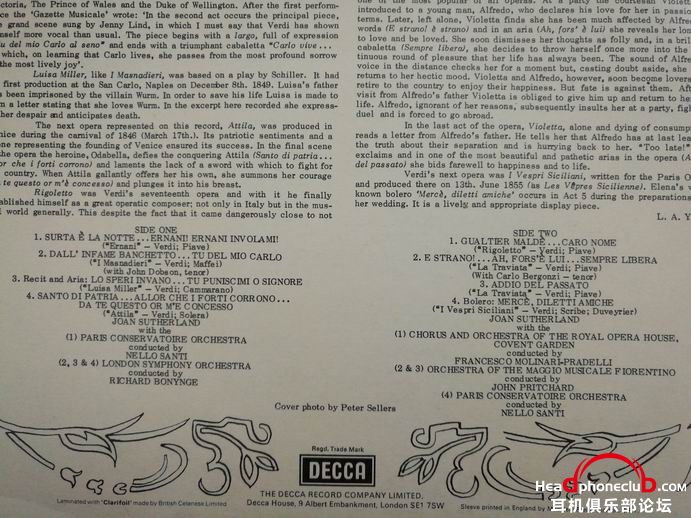 ctoria, The Prince of Wales and the Duke of Wellington. After the first perform-
ce the 'Gazette Musicale' wrote: 'In the second act occurs the principal piece,
and scene sung by Jenny Lind, in which I must say that Verdi has shown
mself more vocal than usual. The piece begins with a largo, full of expression
u del mio Carlo al seno" and ends with a triumphant cabaletta "Carlo vive...
which, on learning that Carlo lives, she passes from the most profound sorrow
the most lively joy'.
Luisa Miller, like I Masnadieri, was based on a play by Schiller. It had
first production at the San Carlo, Naples on December 8th. 1849. Luisa's father
s been imprisoned by the villain Wurm. In order to save his life Luisa is made to
m a letter stating that she loves Wurm. In the excerpt here recorded she express-
her despair and anticipates death.
The next opera represented on this record, Attila, was produced in
nice during the carnival of 1846 (March 17th.). Its patriotic sentiments and a
one representing the founding of Venice ensured its success. In the final scene
the opera the heroine, Odabella, defies the conquering Attila (Santo di patria...
or che i forti corrono) and laments the lack of a sword with which to fight for
country. When Attila gallantly offers her his own, she summons her courage
te questo or m'è concesso) and plunges it into his breast.
Rigoletto was Verdi's seventeenth opera and with it he finally
ablished himself as a great operatic composer: not only in Italy but in the mus-
l world generally. This despite the fact that it came dangerously close to not
SIDE ONE
1. SURTA È LA NOTTE...ERNANI! ERNANI INVOLAMI!
("Ernani" – Verdi; Piave)
2. DALL' INFAME BANCHETTO...TU DEL MIO CARLO
("I Masnadieri" – Verdi; Maffei)
(with John Dobson, tenor)
3. Recit and Aria: LO SPERI INVANO...TU PUNISCIMI O SIGNORE
("Luisa Miller" – Verdi; Cammarano)
4. SANTO DI PATRIA...ALLOR CHE I FORTI CORRONO...
DA TE QUESTO OR M'È CONCESSO
("Attila" – Verdi; Solera)
JOAN SUTHERLAND
with the
(1) PARIS CONSERVATOIRE ORCHESTRA
conducted by
NELLO SANTI
(2, 3 & 4) LONDON SYMPHONY ORCHESTRA
conducted by
RICHARD BONYNGE
one of the most popular of all operas. At a party the courtesan Violet
introduced to a young man, Alfredo, who declares his love for her in passion
terms. Later, left alone, Violetta finds she has been much affected by Alfred
words (E strano! È strano) and in an aria (Ah, fors' è lui) she reveals her lon
to love and be loved. She soon dismisses her thoughts as folly and, in a bril
cabaletta (Sempre libera), she decides to throw herself once more into the
tinuous round of pleasure that her life has always been. The sound of Alfre
voice in the distance checks her for a moment but, casting doubt aside, she
returns to her hectic mood. Violetta and Alfredo, however, soon become lovers
retire to the country to enjoy their happiness. But fate is against them. Aft
visit from Alfredo's father Violetta is obliged to give him up and return to he
life. Alfredo, ignorant of her reasons, subsequently insults her at a party, figh
duel and is forced to go abroad.
In the last act of the opera, Violetta, alone and dying of consump
reads a letter from Alfredo's father. He tells her that Alfredo has at last lear
the truth about their separation and is hurrying back to her. "Too late!"
exclaims and in one of the most beautiful and pathetic arias in the opera (A
del passato) she bids farewell to happiness and to life.
Verdi's next opera was I Vespri Siciliani, written for the Paris O
and produced there on 13th. June 1855 (as Les Vêpres Sicilienne). Elena's v
known bolero 'Mercè, diletti amiche' occurs in Act 5 during the preparations
her wedding. It is a lively and appropriate display piece.
L. A. Y
SIDE TWO
1. GUALTIER MALDÈ...CARO NOME
("Rigoletto" – Verdi; Piave)
2. E STRANO!...AH, FORS'È LUI...SEMPRE LIBERA
("La Traviata" – Verdi; Piave)
(With Carlo Bergonzi – tenor)
3. ADDIO DEL PASSATO
("La Traviata" – Verdi; Piave)
4. Bolero: MERCÈ, DILETTI AMICHE
("I Vespri Siciliani" – Verdi; Scribe; Duveyrier)
JOAN SUTHERLAND
with the
(1) CHORUS AND ORCHESTRA OF THE ROYAL OPERA HOUSE,
COVENT GARDEN
conducted by
FRANCESCO MOLINARI-PRADELLI
(2 & 3) ORCHESTRA OF THE MAGGIO MUSICALE FIORENTINO
conducted by
JOHN PRITCHARD
(4) PARIS CONSERVATOIRE ORCHESTRA
conducted by
NELLO SANTI
Cover photo by Peter Sellers
Regd. Trade Mark
DECCA
THE DECCA RECORD COMPANY LIMITED,
Decca House, 9 Albert Embankment, London SE1 7SW
Laminated with "Clarifoil" made by British Celanese Limited
Sleeve printed in England by
HeadphoneClub.com
耳机俱乐部论坛